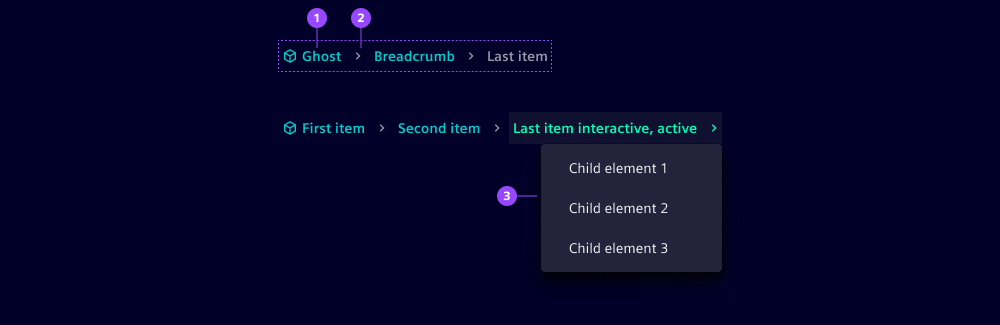 1 2
Ghost Breadcrumb Last item
First item Second item Last item interactive, active
Child element 1
3
Child element 2
Child element 3